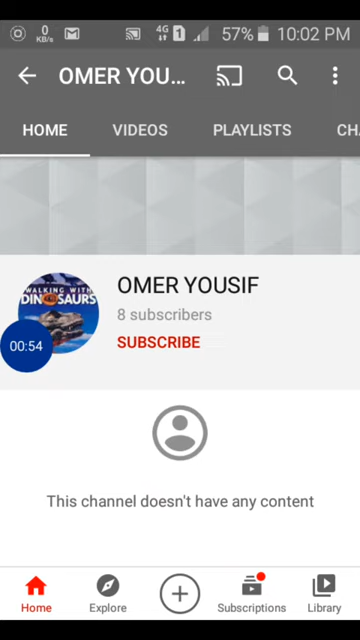 0
KB/s
4G
1
57%
10:02 PM
OMER YOU...
HOME
VIDEOS
PLAYLISTS
CH
WALKING WITH
DINOSAURS
OMER YOUSIF
8 subscribers
SUBSCRIBE
00:54
This channel doesn't have any content
Home
Explore
Subscriptions
Library